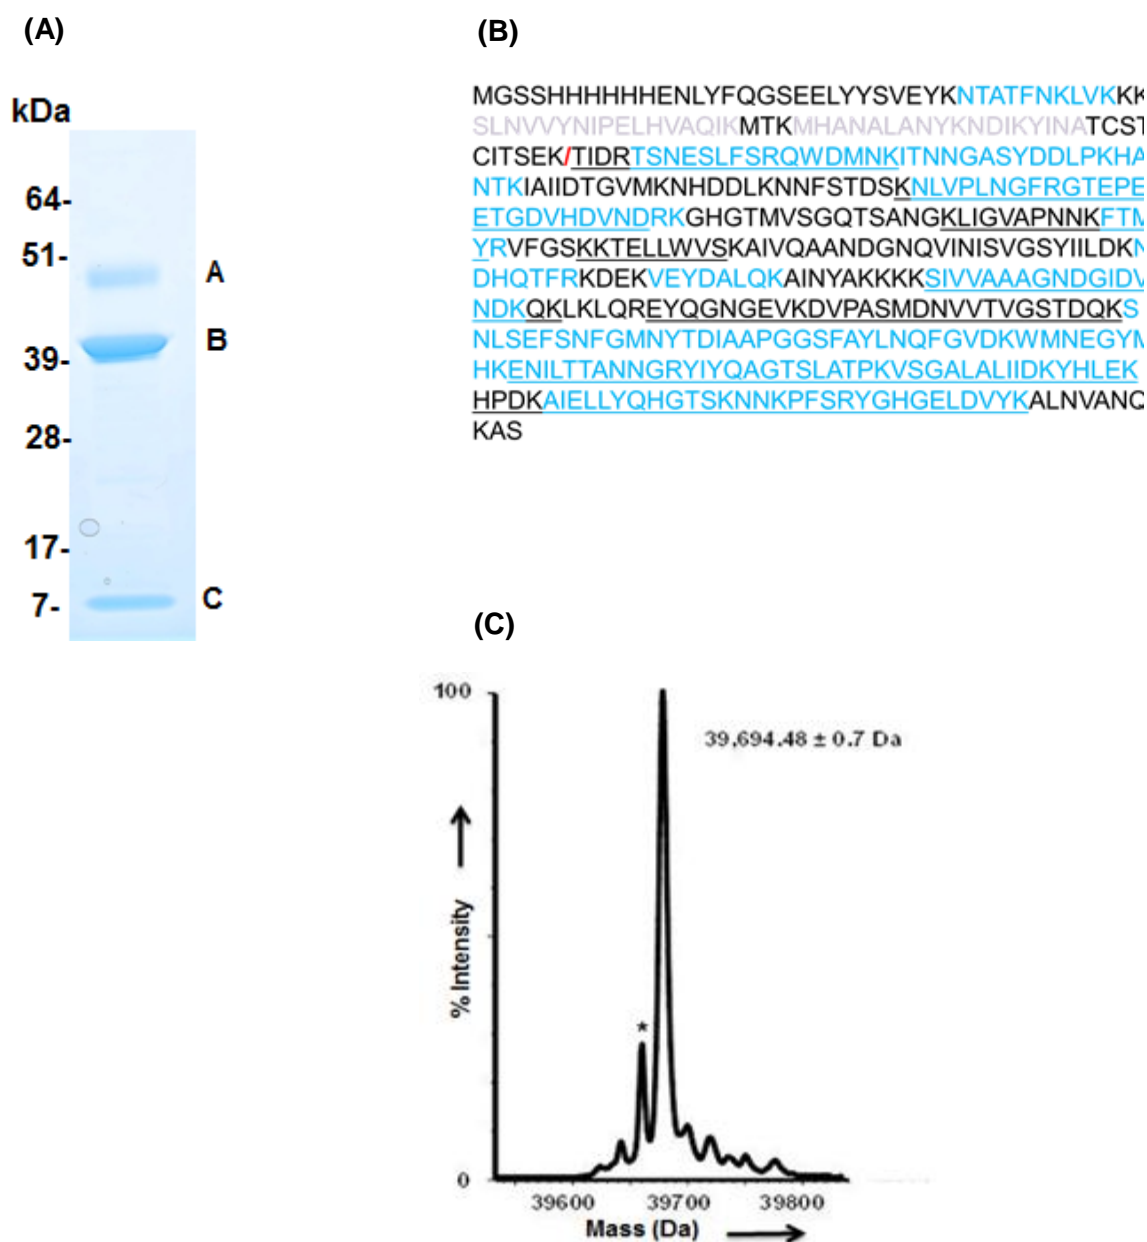 (A)
(B)
kDa
64-
51-
39-
28-
17-
7-
A
B
C
MGSSHHHHHHENLYFQGSEELYYSVEYKNTATFNKLVKKK
SLNVVYNIPELHVAQIKMTKMHANALANYKNDIKYINATCST
CITSEK/TIDRTSNESLFSRQWDMNKITNNGASYDDLPKHA
NTKIAIIDTGVMKNHDDLKNNFSTDSKNLVPLNGFRGTEPE
ETGDVHDVNDRKGHGTMVSGQTSANGKLIGVAPNNKFTM
YRVFGSKKTELLWVSKAIVQAANDGNQVINISVGSYIILDKN
DHQTFRKDEKVEYDALQKAINYAKKKKSIVVAAAGNDGIDV
NDKQKLKLQREYQGNGEVKDVPASMDNVVTVGSTDQKS
NLSEFSNFGMNYTDIAAPGGSFAYLNQFGVDKWMNEGYM
HKENILTTANNGRYIYQAGTSLATPKVSGALALIIDKYHLEK
HPDKAIELLYQHGTSKNNKPFSRYGHGELDVYKALNVANQ
KAS
(C)
100
39,694.48 ± 0.7 Da
% Intensity
*
0
39600
39700
39800
Mass (Da)